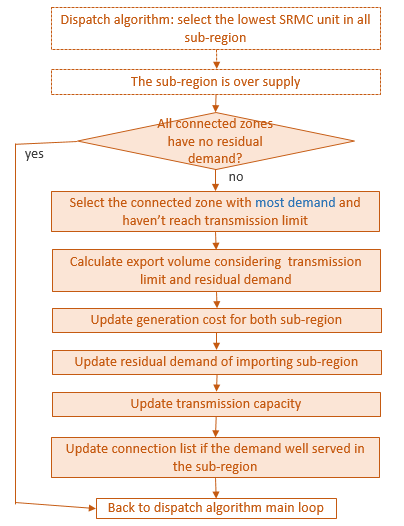 Dispatch algorithm: select the lowest SRMC unit in all
sub-region
The sub-region is over supply
All connected zones
have no residual
demand?
yes
no
Select the connected zone with most demand and
haven't reach transmission limit
Calculate export volume considering transmission
limit and residual demand
Update generation cost for both sub-region
Update residual demand of importing sub-region
Update transmission capacity
Update connection list if the demand well served in
the sub-region
Back to dispatch algorithm main loop